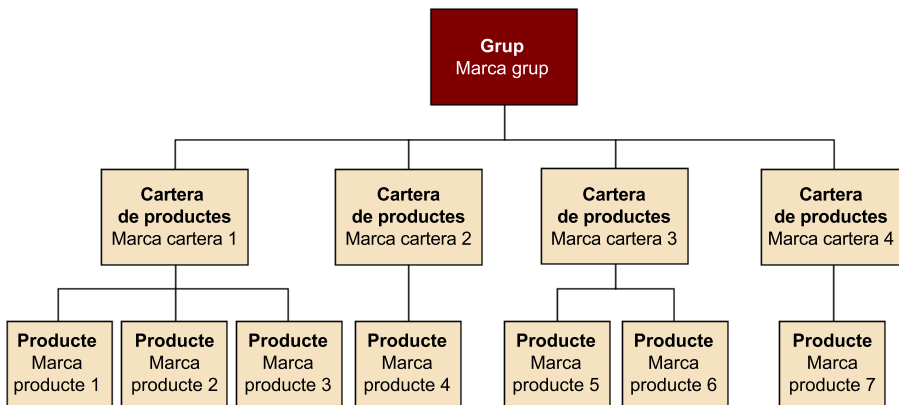 Grup
Marca grup
Cartera
de productes
Marca cartera 1
Cartera
de productes
Marca cartera 2
Cartera
de productes
Marca cartera 3
Cartera
de productes
Marca cartera 4
Producte
Marca
producte 1
Producte
Marca
producte 2
Producte
Marca
producte 3
Producte
Marca
producte 4
Producte
Marca
producte 5
Producte
Marca
producte 6
Producte
Marca
producte 7